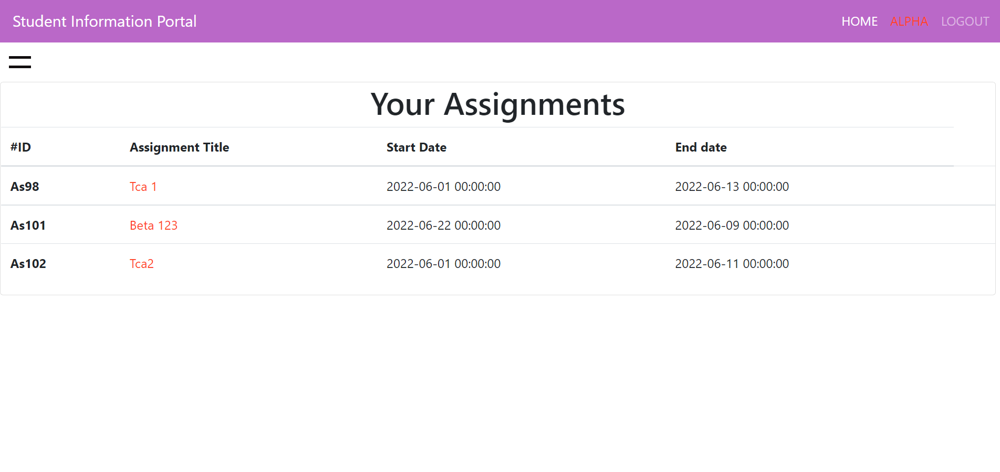 Student Information Portal HOME ALPHA LOGOUT
Your Assignments
#ID Assignment Title Start Date End date
As98 Tca 1 2022-06-01 00:00:00 2022-06-13 00:00:00
As101 Beta 123 2022-06-22 00:00:00 2022-06-09 00:00:00
As102 Tca2 2022-06-01 00:00:00 2022-06-11 00:00:00